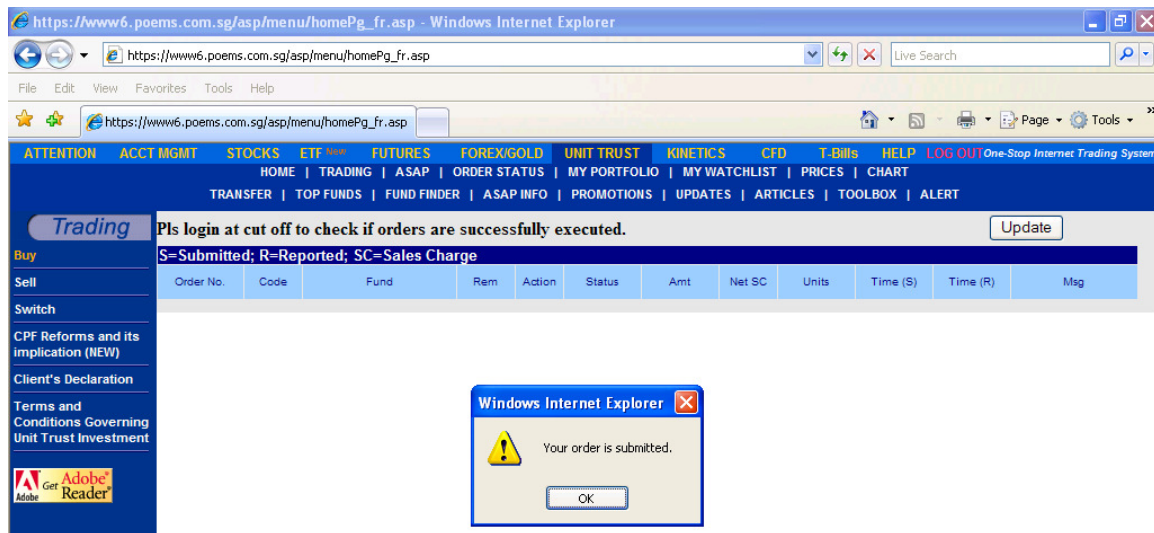 https://www6.poems.com.sg/asp/menu/homePg_fr.asp - Windows Internet Explorer
https://www6.poems.com.sg/asp/menu/homePg_fr.asp Live Search
File Edit View Favorites Tools Help
https://www6.poems.com.sg/asp/menu/homePg_fr.asp Page Tools »
ATTENTION ACCT MGMT STOCKS ETF New FUTURES FOREX/GOLD UNIT TRUST KINETICS CFD T-Bills HELP LOG OUT One-Stop Internet Trading System
HOME | TRADING | ASAP | ORDER STATUS | MY PORTFOLIO | MY WATCHLIST | PRICES | CHART
TRANSFER | TOP FUNDS | FUND FINDER | ASAP INFO | PROMOTIONS | UPDATES | ARTICLES | TOOLBOX | ALERT
Trading
Pls login at cut off to check if orders are successfully executed. Update
Buy
S=Submitted; R=Reported; SC=Sales Charge
Sell
Order No. Code Fund Rem Action Status Amt Net SC Units Time (S) Time (R) Msg
Switch
CPF Reforms and its
implication (NEW)
Client's Declaration
Terms and
Conditions Governing
Unit Trust Investment
Adobe
Get Adobe®
Reader®
Windows Internet Explorer
Your order is submitted.
OK